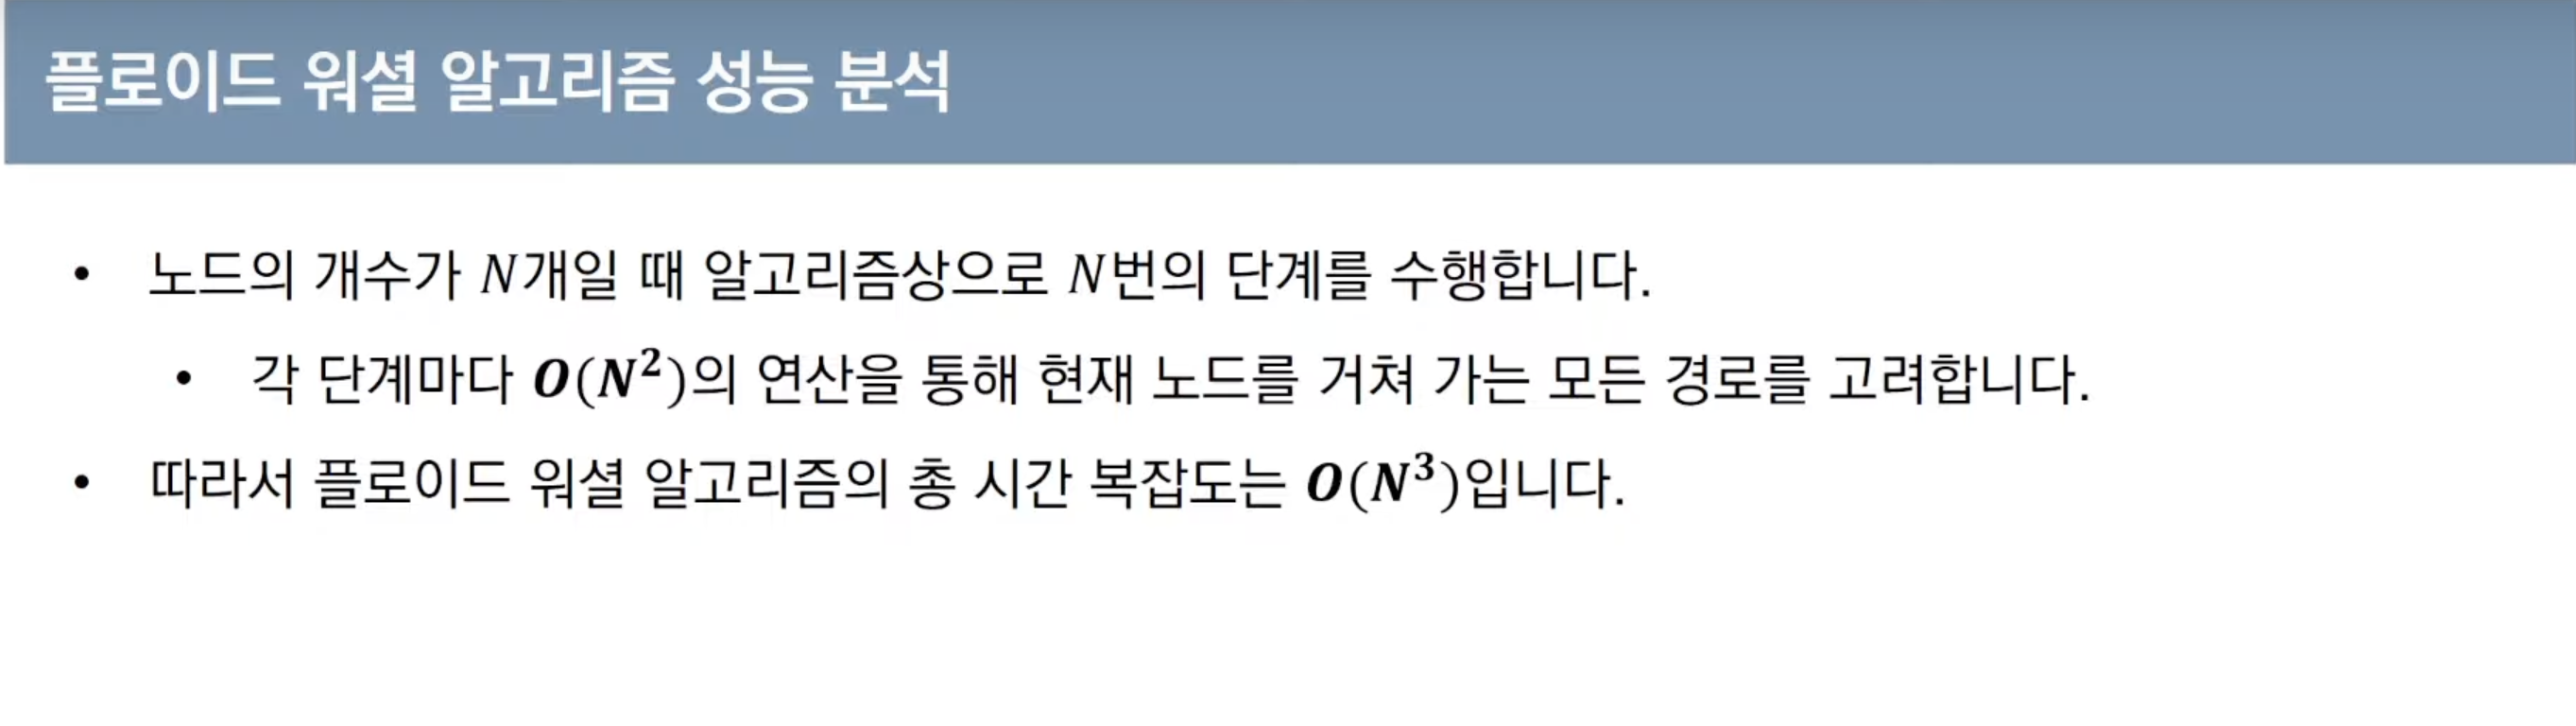 플로이드 워셜 알고리즘 성능 분석
• 노드의 개수가 N개일 때 알고리즘상으로 N번의 단계를 수행합니다.
• 각 단계마다 O(N²)의 연산을 통해 현재 노드를 거쳐 가는 모든 경로를 고려합니다.
• 따라서 플로이드 워셜 알고리즘의 총 시간 복잡도는 O(N³)입니다.